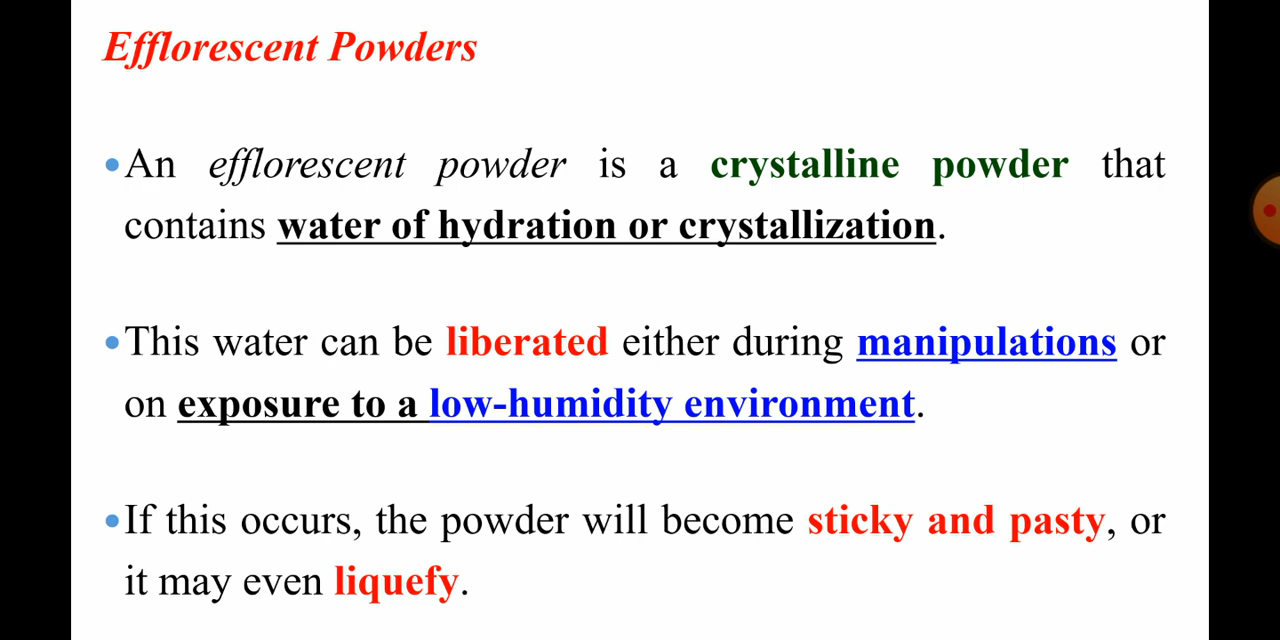 Efflorescent Powders
An efflorescent powder is a crystalline powder that
contains water of hydration or crystallization.
This water can be liberated either during manipulations or
on exposure to a low-humidity environment.
If this occurs, the powder will become sticky and pasty, or
it may even liquefy.